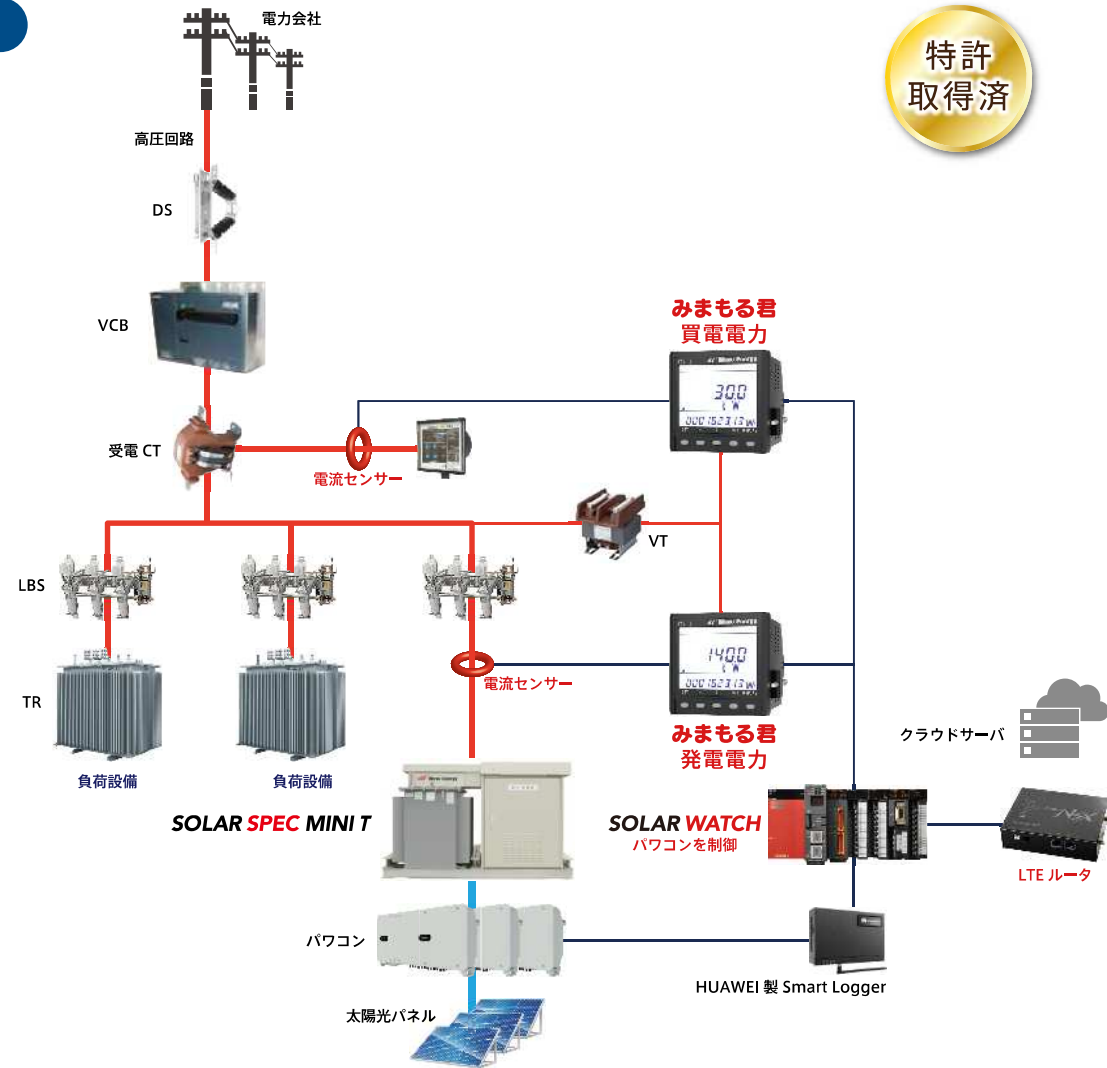 電力会社
特許
取得済
高圧回路
DS
VCB
みまもる君
買電電力
30.0
受電 CT
電流センサー
VT
LBS
140.0
電流センサー
TR
みまもる君
発電電力
クラウドサーバ
負荷設備
負荷設備
SOLAR SPEC MINI T
SOLAR WATCH
パワコンを制御
LTE ルータ
パワコン
HUAWEI 製 Smart Logger
太陽光パネル